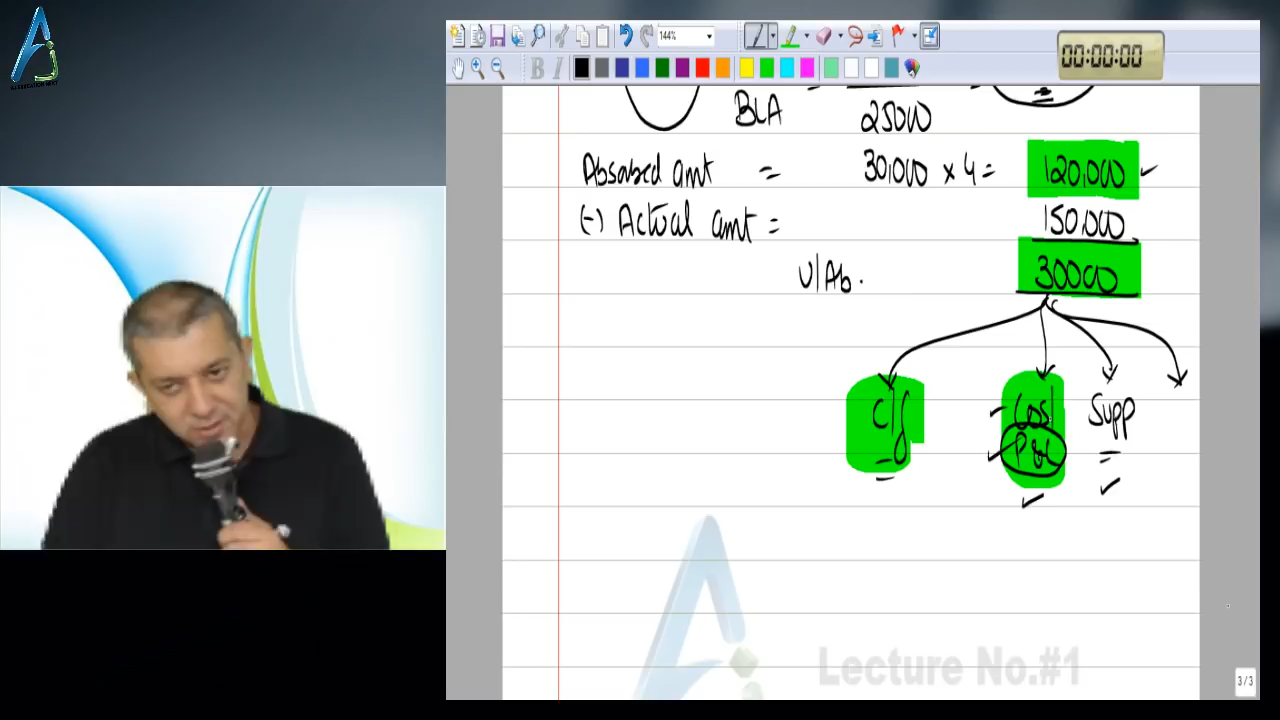 144%
00:00:00
BLA =
25000
Absorbed amt = 30,000 x 4 = 120,000
(-) Actual amt = 150,000
U/Ab. 30000
c/f Cos Supp
P&L
Lecture No.#1
3/3